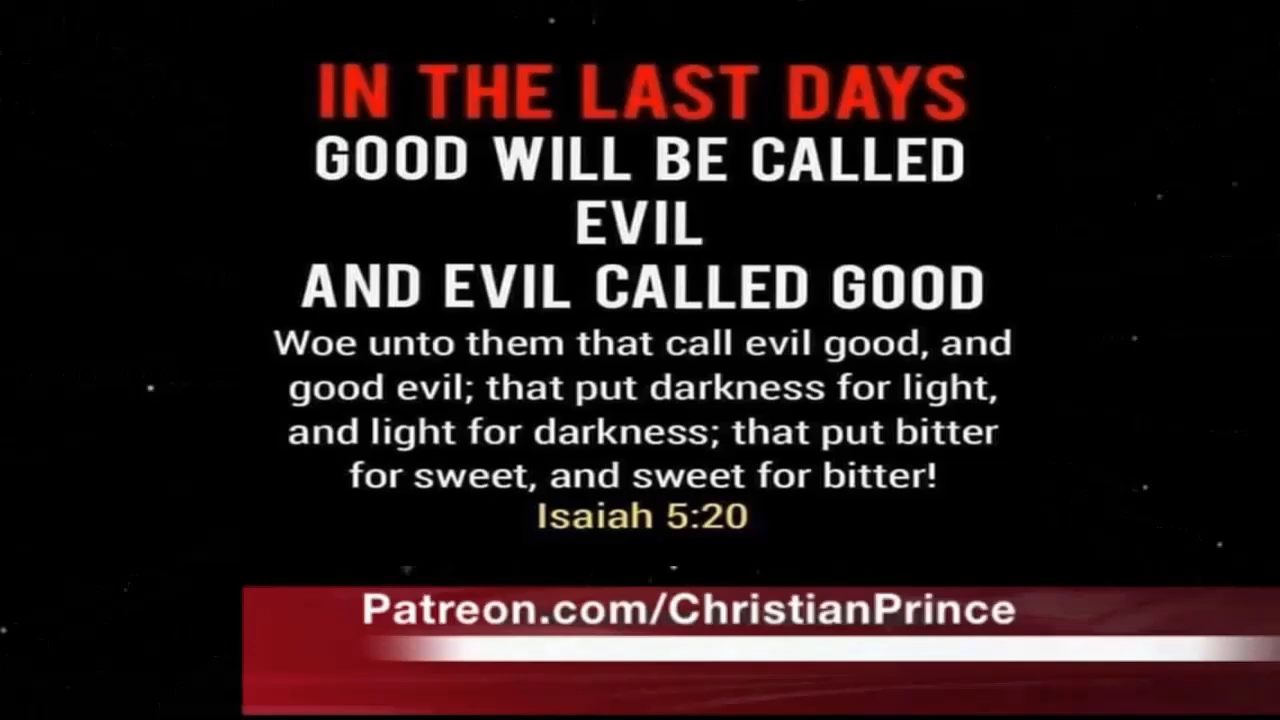 IN THE LAST DAYS
GOOD WILL BE CALLED
EVIL
AND EVIL CALLED GOOD
Woe unto them that call evil good, and
good evil; that put darkness for light,
and light for darkness; that put bitter
for sweet, and sweet for bitter!
Isaiah 5:20
Patreon.com/ChristianPrince